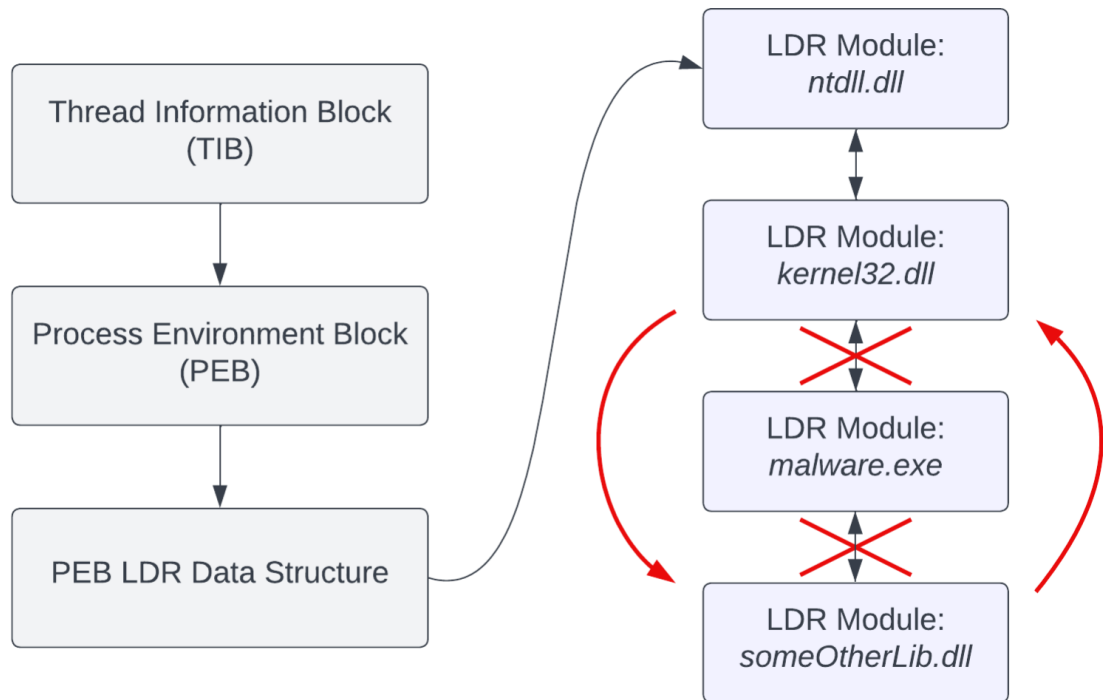 Thread Information Block
(TIB)
Process Environment Block
(PEB)
PEB LDR Data Structure
LDR Module:
ntdll.dll
LDR Module:
kernel32.dll
LDR Module:
malware.exe
LDR Module:
someOtherLib.dll